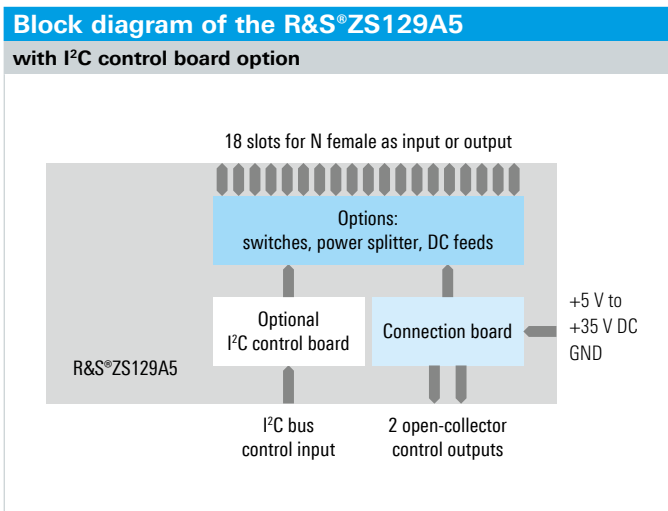 Block diagram of the R&S®ZS129A5
with I²C control board option
18 slots for N female as input or output
Options:
switches, power splitter, DC feeds
Optional
I²C control board
Connection board
+5 V to
+35 V DC
GND
R&S®ZS129A5
I²C bus
control input
2 open-collector
control outputs